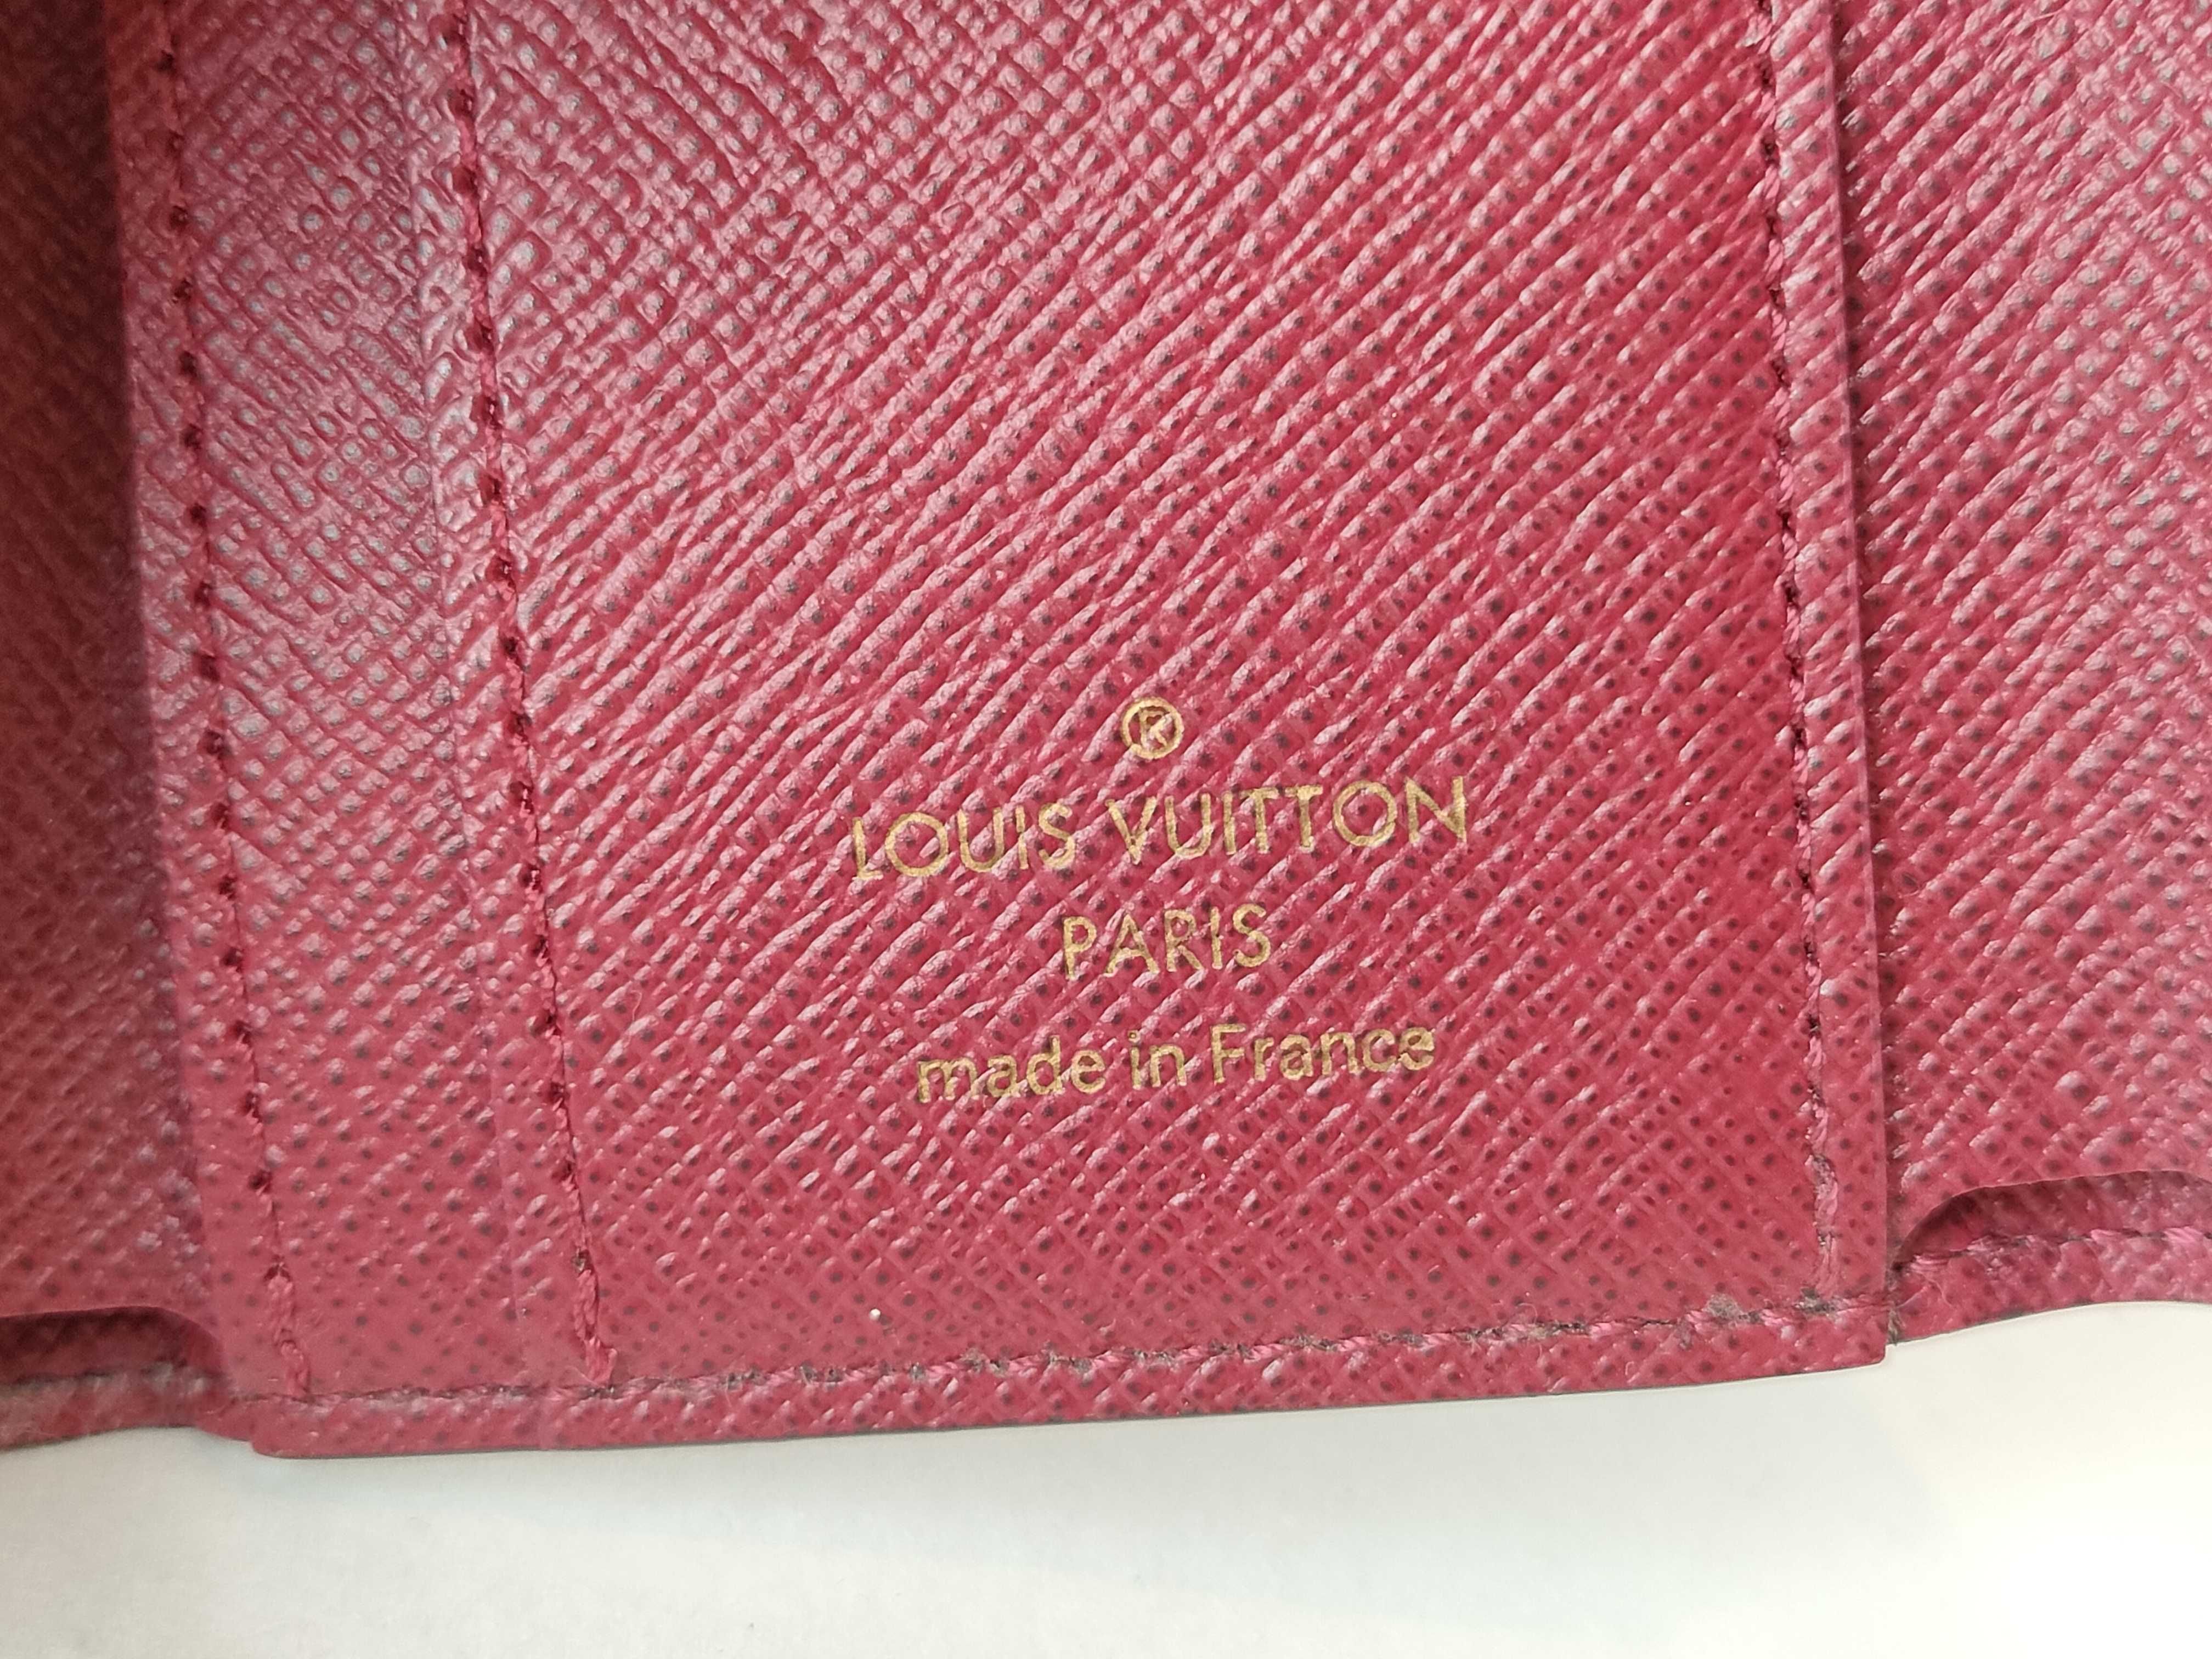 ®
LOUIS VUITTON
PARIS
made in France